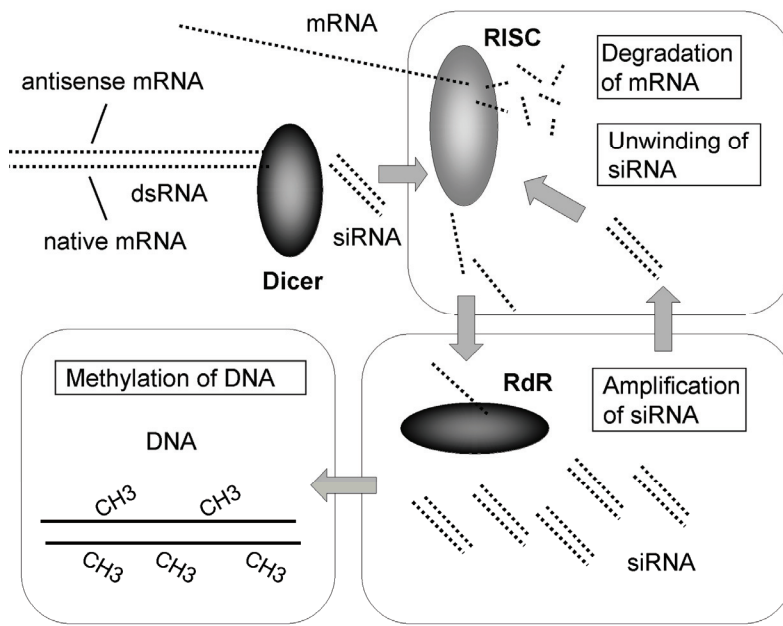 mRNA
RISC
Degradation
of mRNA
antisense mRNA
Unwinding of
siRNA
dsRNA
native mRNA
siRNA
Dicer
Methylation of DNA
RdR
Amplification
of siRNA
DNA
CH3
CH3
CH3
CH3
CH3
siRNA